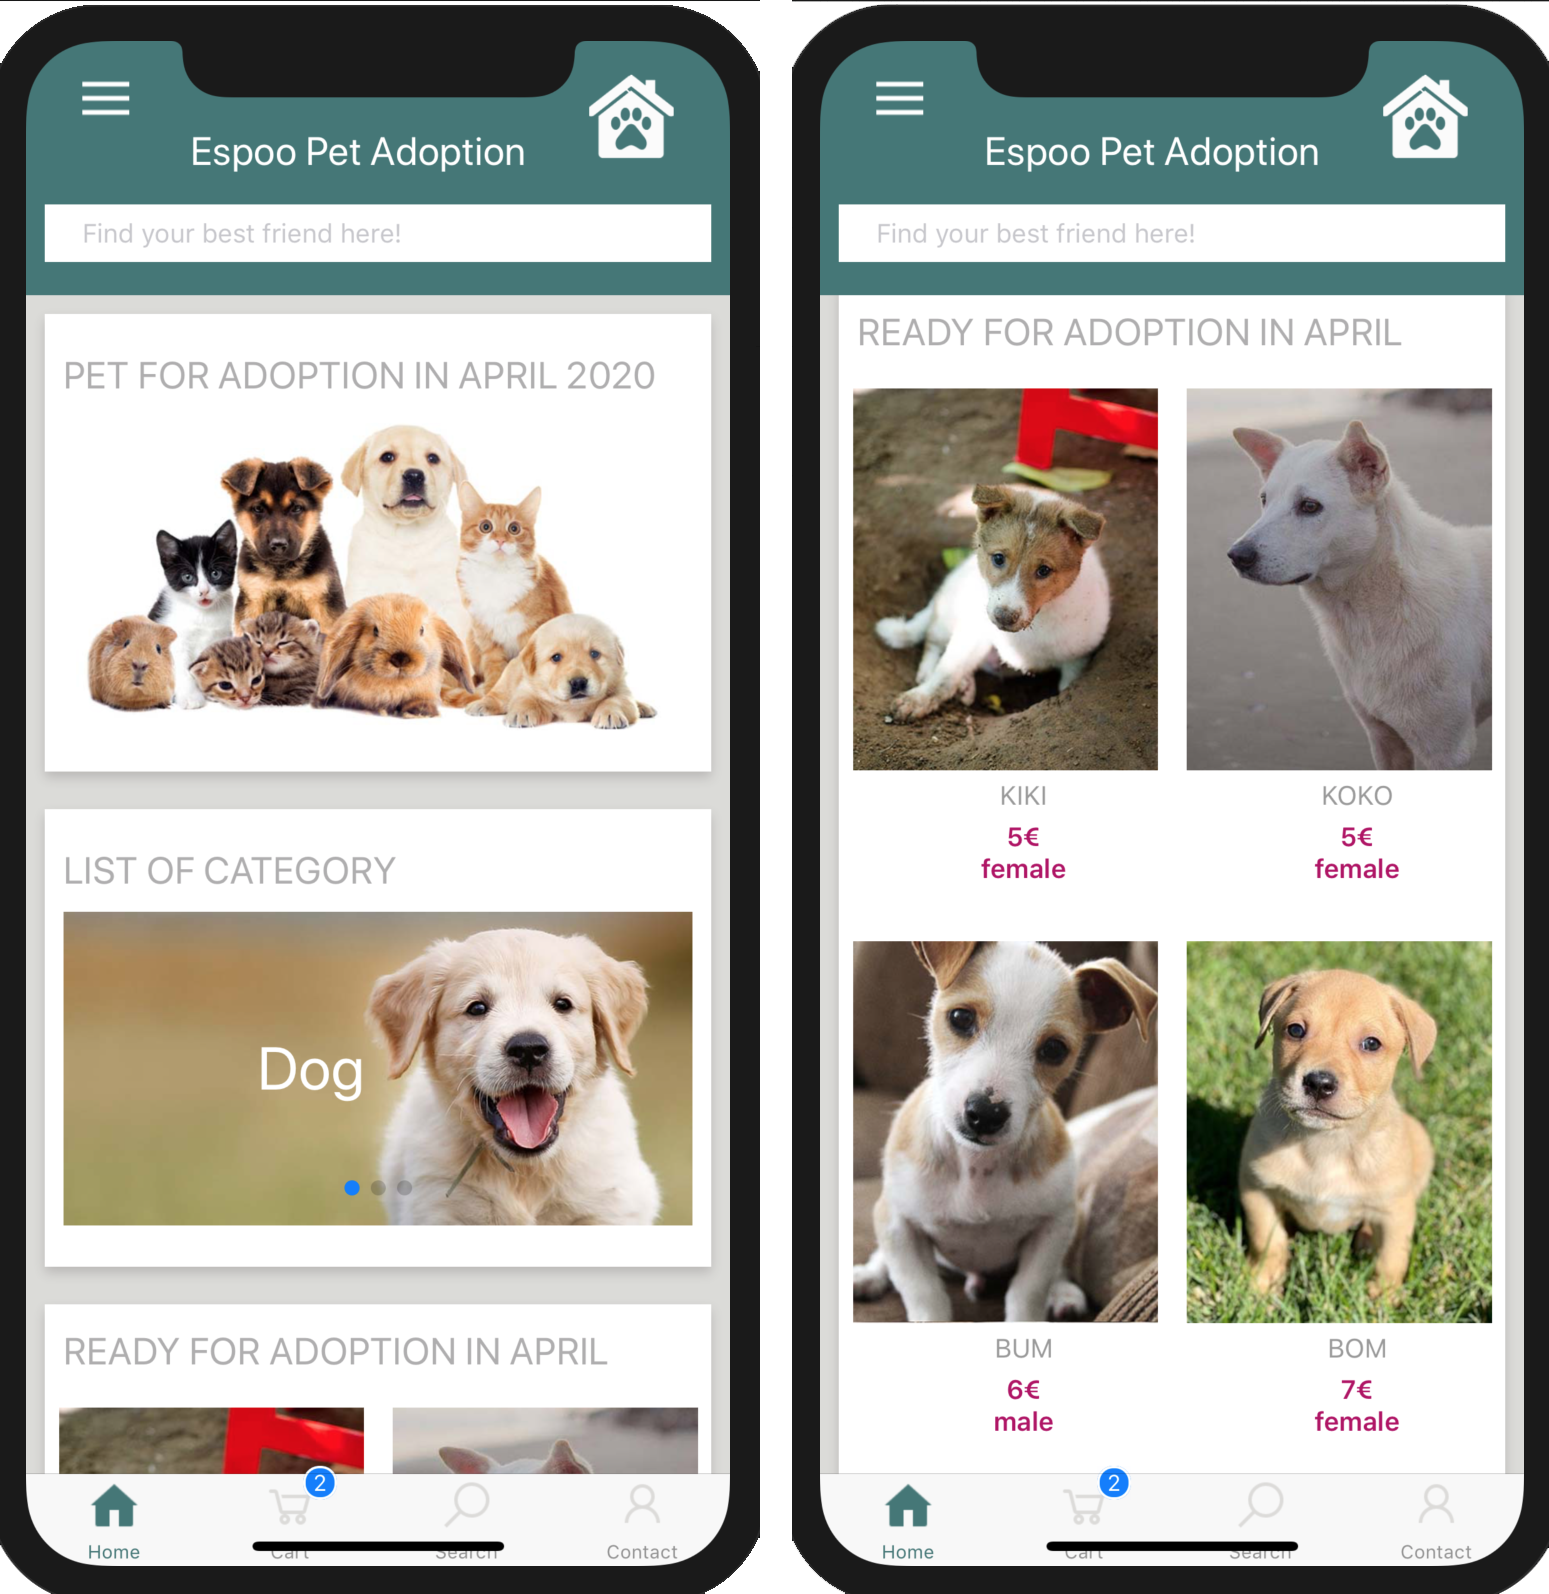 Espoo Pet Adoption
Find your best friend here!
PET FOR ADOPTION IN APRIL 2020
LIST OF CATEGORY
Dog
READY FOR ADOPTION IN APRIL
2
Home
Cart
Search
Contact
Espoo Pet Adoption
Find your best friend here!
READY FOR ADOPTION IN APRIL
KIKI
KOKO
5€
5€
female
female
BUM
BOM
6€
7€
male
female
2
Home
Cart
Search
Contact